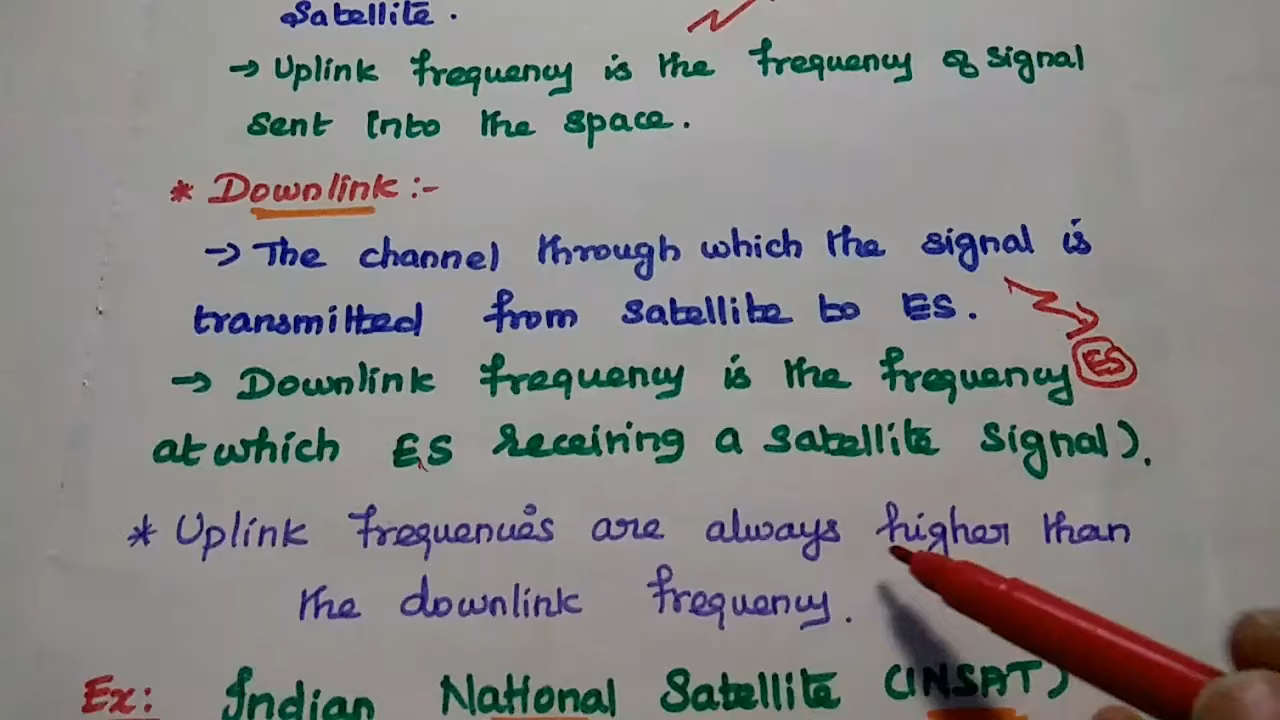 Satellite.
→ Uplink frequency is the frequency of signal
sent into the space.
* Downlink :-
→ The channel through which the signal is
transmitted from satellite to ES.
→ Downlink frequency is the frequency ES
at which ES receiving a satellite signal).
* Uplink frequencies are always higher than
the downlink frequency.
Ex: Indian National Satellite (INSAT)